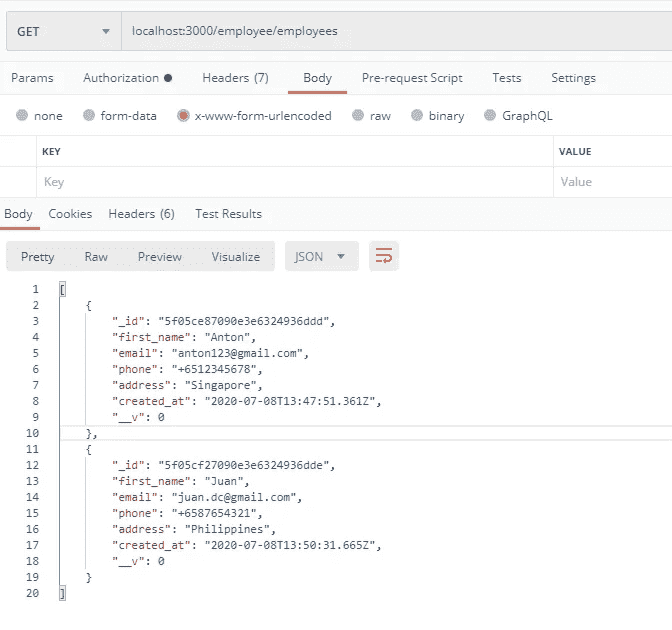 GET localhost:3000/employee/employees
Params Authorization Headers (7) Body Pre-request Script Tests Settings
none form-data x-www-form-urlencoded raw binary GraphQL
KEY VALUE
Key Value
Body Cookies Headers (6) Test Results
Pretty Raw Preview Visualize JSON
1 [
2 {
3 "_id": "5f05ce87090e3e6324936ddd",
4 "first_name": "Anton",
5 "email": "anton123@gmail.com",
6 "phone": "+6512345678",
7 "address": "Singapore",
8 "created_at": "2020-07-08T13:47:51.361Z",
9 "__v": 0
10 },
11 {
12 "_id": "5f05cf27090e3e6324936dde",
13 "first_name": "Juan",
14 "email": "juan.dc@gmail.com",
15 "phone": "+6587654321",
16 "address": "Philippines",
17 "created_at": "2020-07-08T13:50:31.665Z",
18 "__v": 0
19 }
20 ]